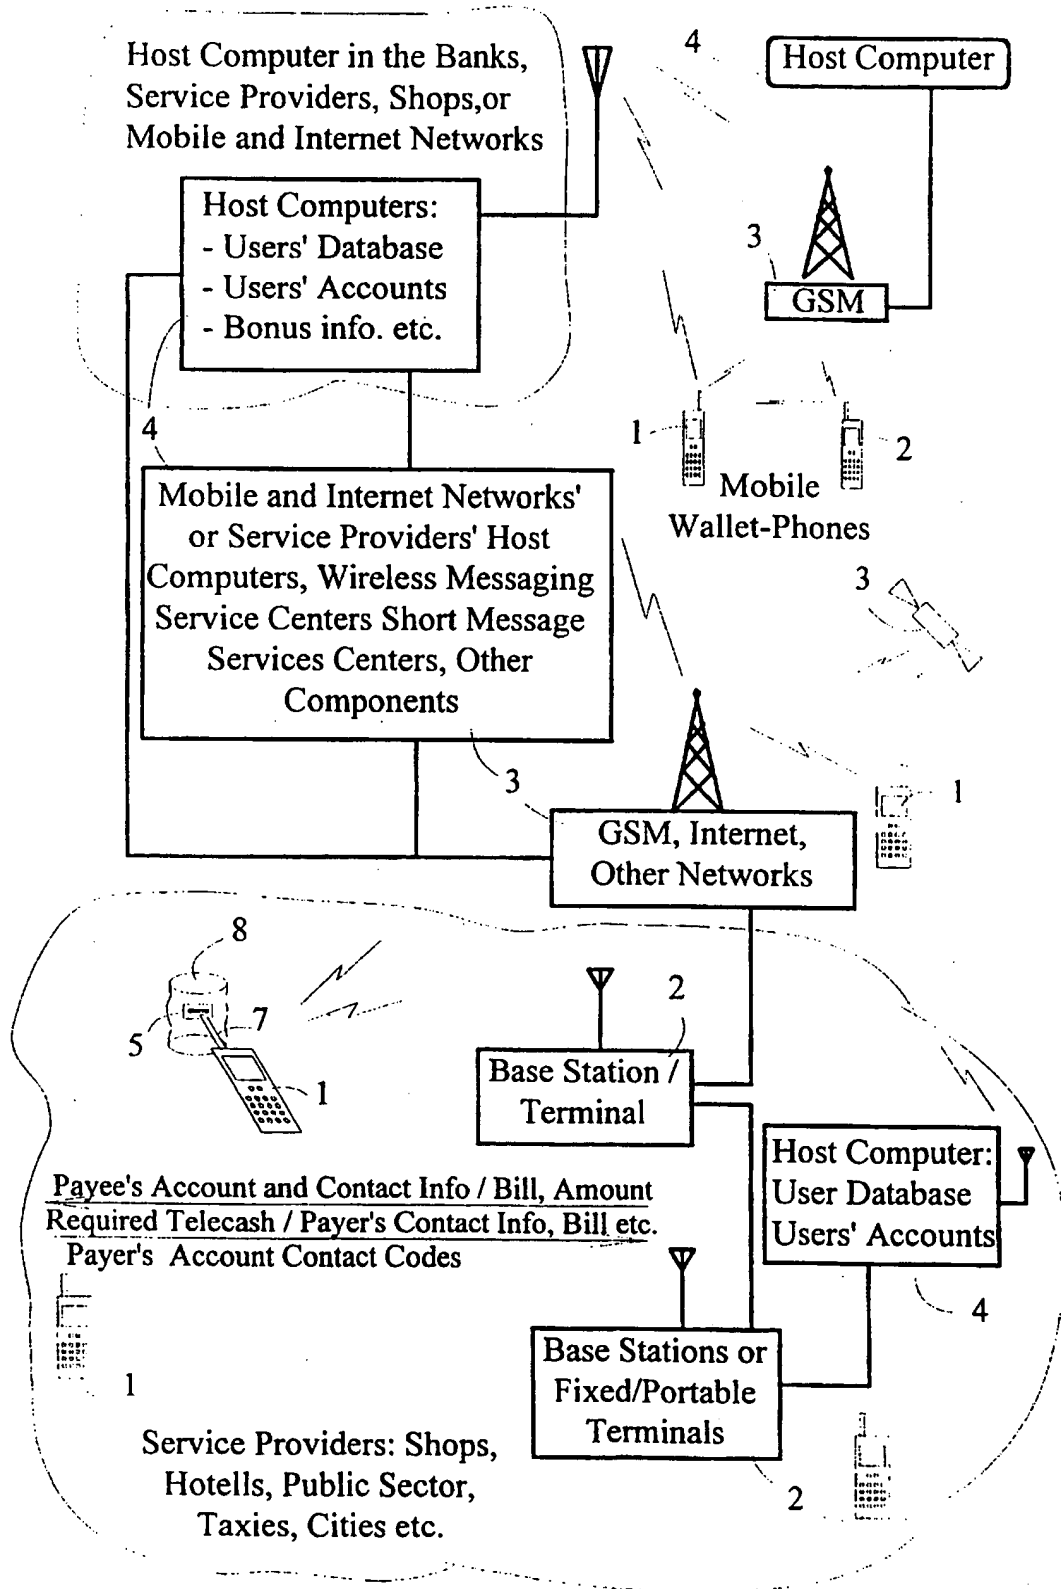 Host Computer in the Banks,
Service Providers, Shops,or
Mobile and Internet Networks
4
Host Computer
Host Computers:
- Users' Database
- Users' Accounts
- Bonus info. etc.
3
GSM
4
1
2
Mobile
Wallet-Phones
Mobile and Internet Networks'
or Service Providers' Host
Computers, Wireless Messaging
Service Centers Short Message
Services Centers, Other
Components
3
3
1
GSM, Internet,
Other Networks
8
5
7
1
2
Base Station /
Terminal
Host Computer:
User Database
Users' Accounts
4
Payee's Account and Contact Info / Bill, Amount
Required Telecash / Payer's Contact Info, Bill etc.
Payer's Account Contact Codes
1
Base Stations or
Fixed/Portable
Terminals
2
Service Providers: Shops,
Hotells, Public Sector,
Taxies, Cities etc.